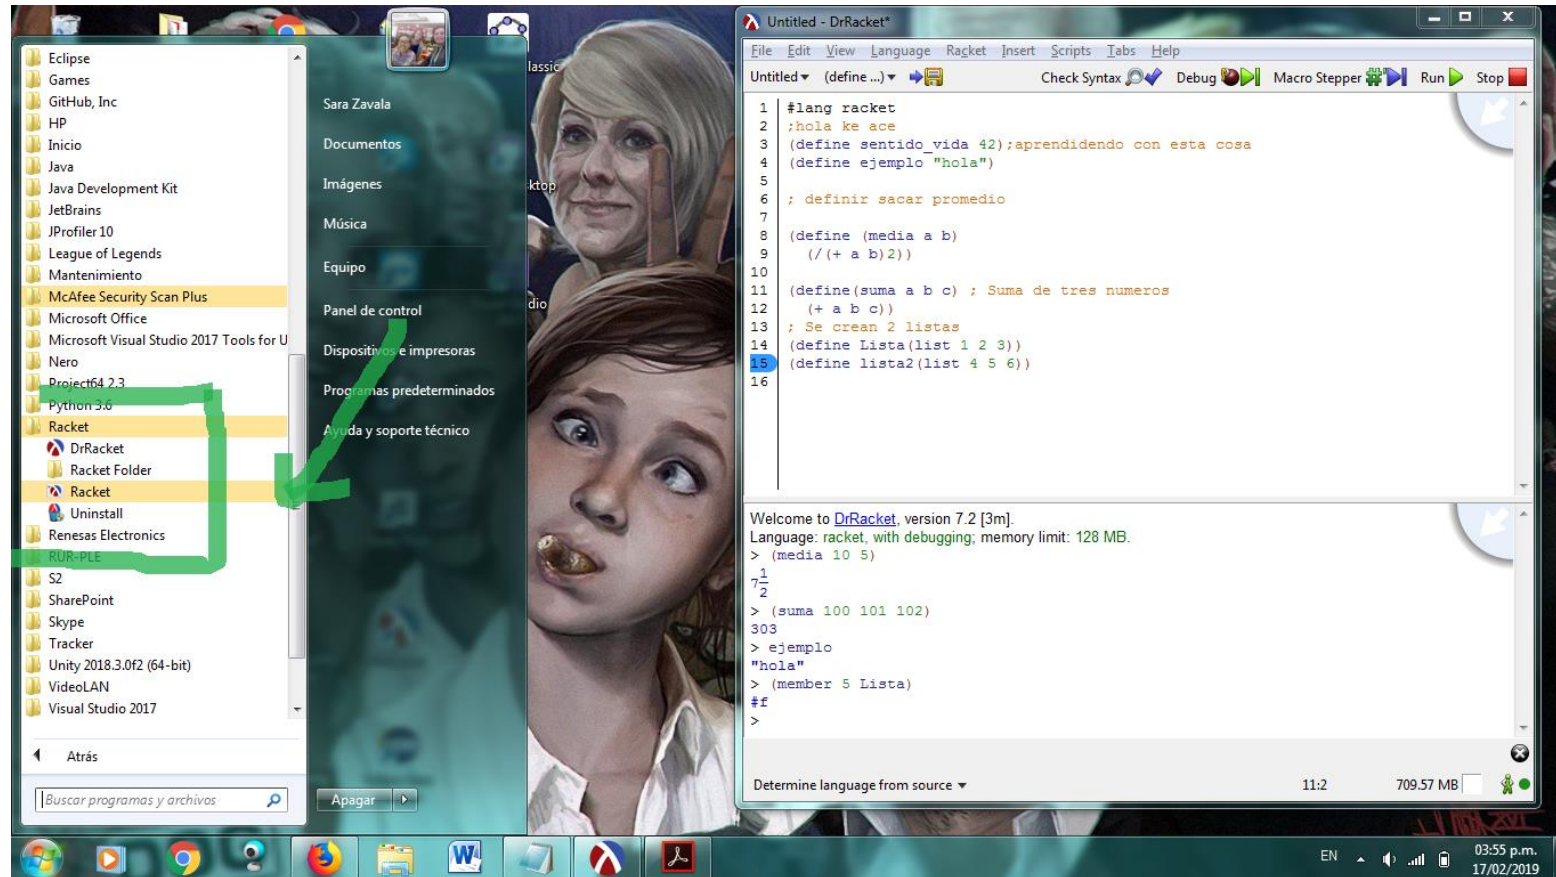 Eclipse
Games
GitHub, Inc
HP
Inicio
Java
Java Development Kit
JetBrains
JProfiler 10
League of Legends
Mantenimiento
McAfee Security Scan Plus
Microsoft Office
Microsoft Visual Studio 2017 Tools for U
Nero
Project64 2.3
Python 3.6
Racket
DrRacket
Racket Folder
Racket
Uninstall
Renesas Electronics
RUR-PLE
S2
SharePoint
Skype
Tracker
Unity 2018.3.0f2 (64-bit)
VideoLAN
Visual Studio 2017
Atrás
Buscar programas y archivos
Sara Zavala
Documentos
Imágenes
Música
Equipo
Panel de control
Dispositivos e impresoras
Programas predeterminados
Ayuda y soporte técnico
Apagar
lassic
ktop
dio
Untitled - DrRacket*
File Edit View Language Racket Insert Scripts Tabs Help
Untitled (define ...) Check Syntax Debug Macro Stepper Run Stop
1 #lang racket
2 ;hola ke ace
3 (define sentido_vida 42);aprendidendo con esta cosa
4 (define ejemplo "hola")
5
6 ; definir sacar promedio
7
8 (define (media a b)
9 (/(+ a b)2))
10
11 (define(suma a b c) ; Suma de tres numeros
12 (+ a b c))
13 ; Se crean 2 listas
14 (define Lista(list 1 2 3))
15 (define lista2(list 4 5 6))
16
Welcome to DrRacket, version 7.2 [3m].
Language: racket, with debugging; memory limit: 128 MB.
> (media 10 5)
7 1/2
> (suma 100 101 102)
303
> ejemplo
"hola"
> (member 5 Lista)
#f
>
Determine language from source 11:2 709.57 MB
EN 03:55 p.m.
17/02/2019